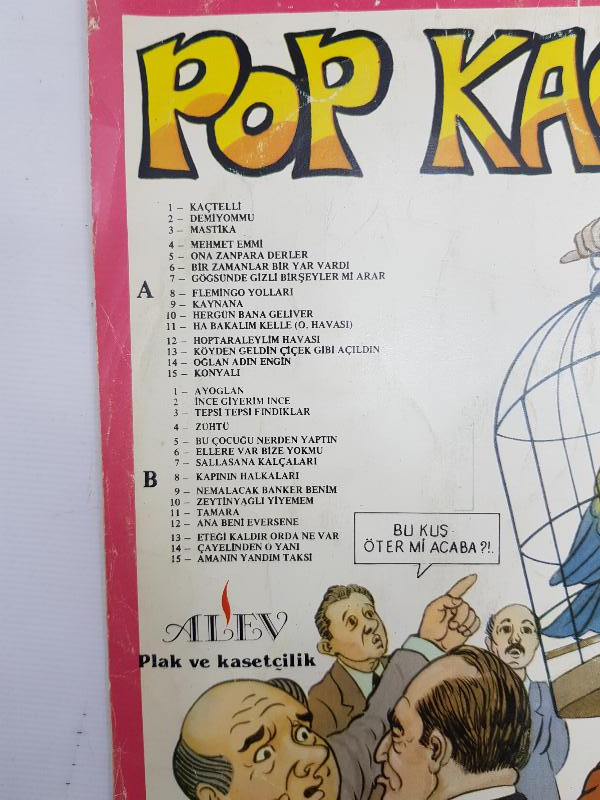 POP KAÇ
1 – KAÇTELLİ
2 – DEMİYOMMU
3 – MASTİKA
4 – MEHMET EMMİ
5 – ONA ZANPARA DERLER
6 – BİR ZAMANLAR BİR YAR VARDI
7 – GÖGSUNDE GİZLİ BİRŞEYLER Mİ ARAR
A
8 – FLEMİNGO YOLLARI
9 – KAYNANA
10 – HERGUN BANA GELİVER
11 – HA BAKALIM KELLE (O. HAVASI)
12 – HOPTARALEYLİM HAVASI
13 – KÖYDEN GELDİN ÇİÇEK GİBİ AÇILDIN
14 – OĞLAN ADIN ENGİN
15 – KONYALI
1 – AYOGLAN
2 – İNCE GİYERİM İNCE
3 – TEPSİ TEPSİ FINDIKLAR
4 – ZÜHTÜ
5 – BU ÇOCUĞU NERDEN YAPTIN
6 – ELLERE VAR BİZE YOKMU
7 – SALLASANA KALÇALARI
B
8 – KAPININ HALKALARI
9 – NEMALACAK BANKER BENİM
10 – ZEYTİNYAĞLI YİYEMEM
11 – TAMARA
12 – ANA BENİ EVERSENE
13 – ETEĞİ KALDIR ORDA NE VAR
14 – ÇAYELİNDEN O YANI
15 – AMANIN YANDIM TAKSİ
BU KUŞ
ÖTER Mİ ACABA?!.
ALEV
Plak ve kasetçilik